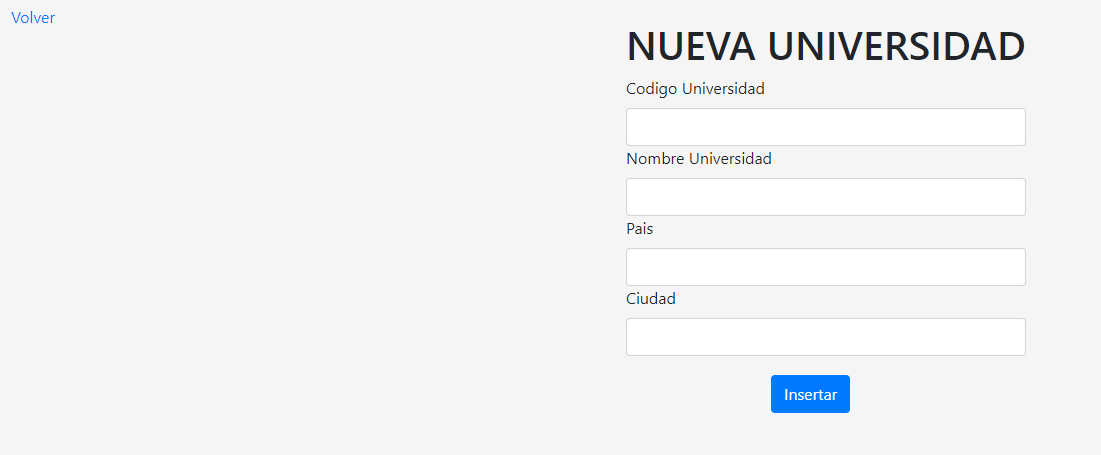 Volver
NUEVA UNIVERSIDAD
Codigo Universidad
Nombre Universidad
Pais
Ciudad
Insertar